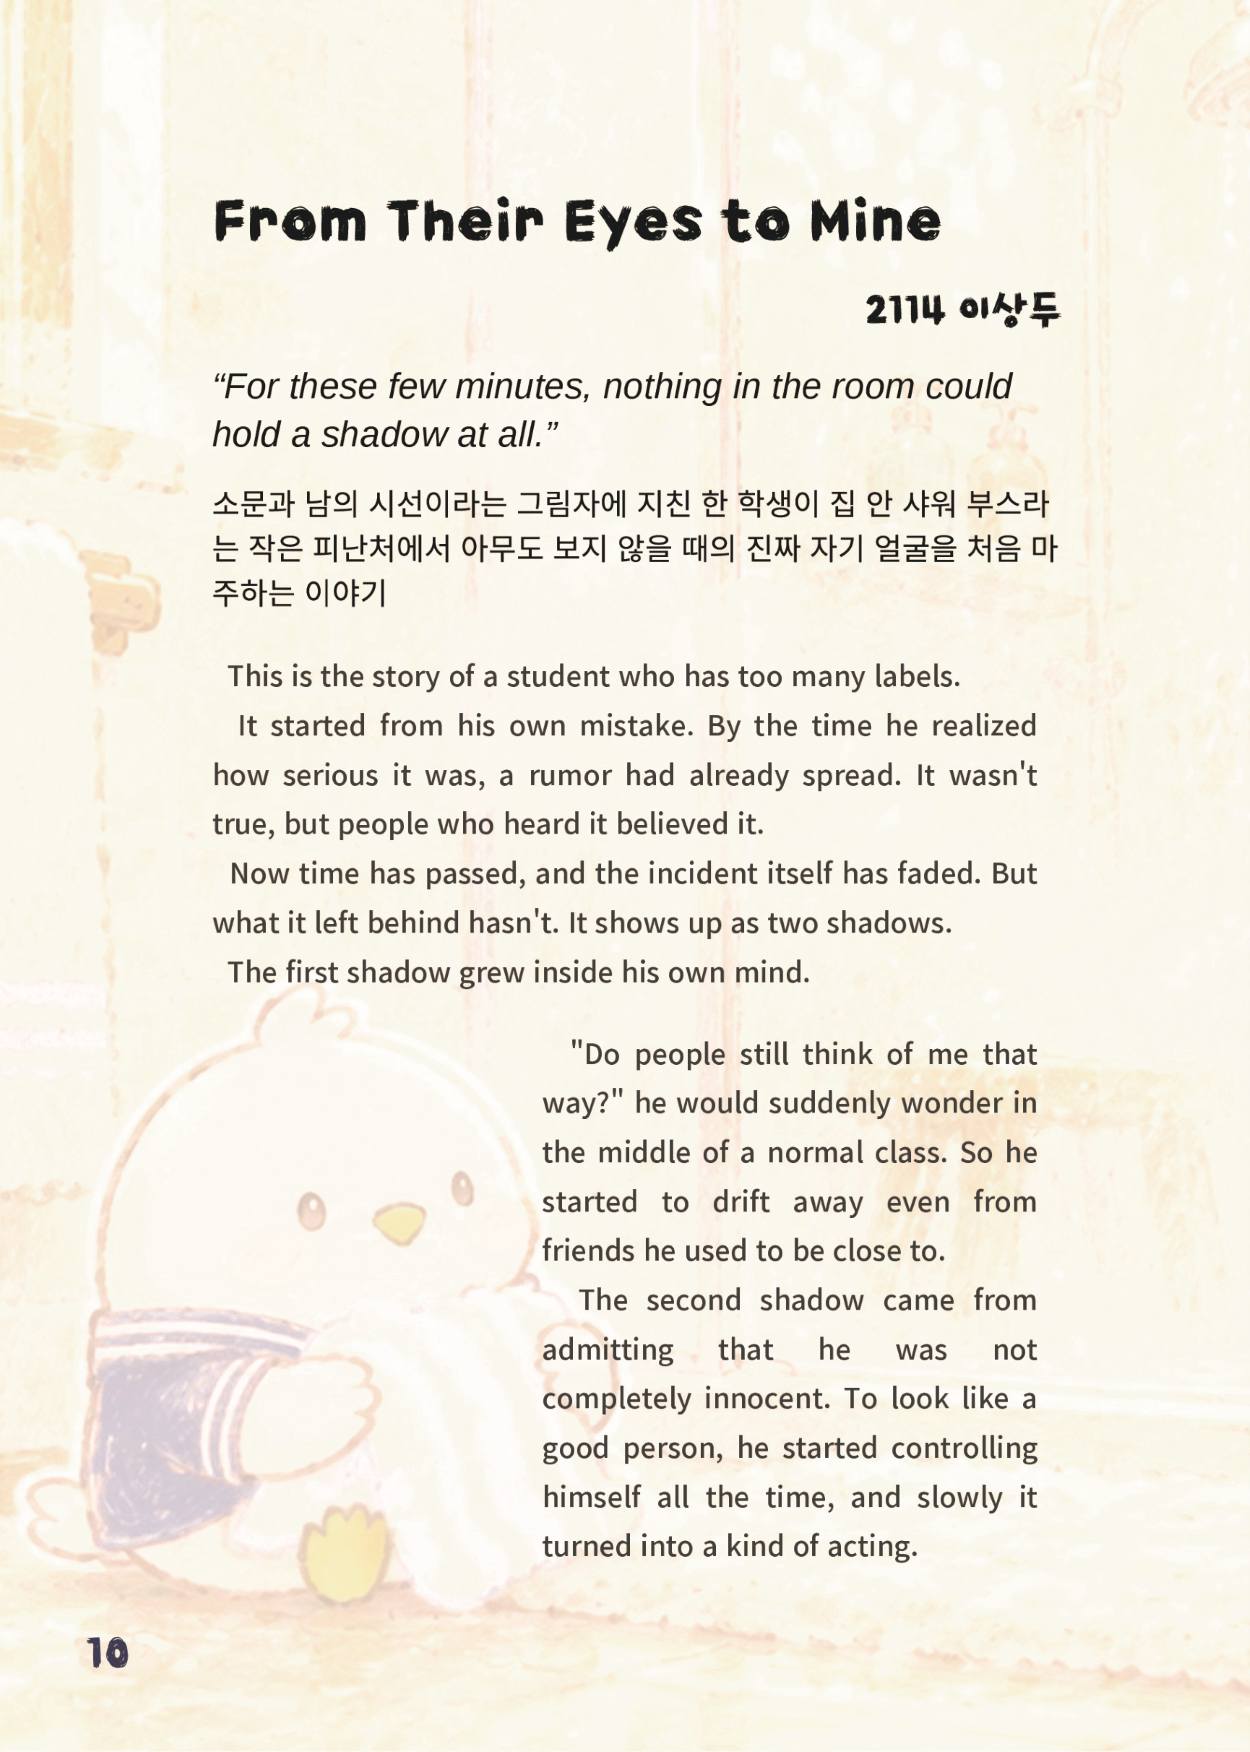 From Their Eyes to Mine
2114 이상두
“For these few minutes, nothing in the room could
hold a shadow at all.”
소문과 남의 시선이라는 그림자에 지친 한 학생이 집 안 샤워 부스라
는 작은 피난처에서 아무도 보지 않을 때의 진짜 자기 얼굴을 처음 마
주하는 이야기
This is the story of a student who has too many labels.
It started from his own mistake. By the time he realized
how serious it was, a rumor had already spread. It wasn't
true, but people who heard it believed it.
Now time has passed, and the incident itself has faded. But
what it left behind hasn't. It shows up as two shadows.
The first shadow grew inside his own mind.
"Do people still think of me that
way?" he would suddenly wonder in
the middle of a normal class. So he
started to drift away even from
friends he used to be close to.
The second shadow came from
admitting that he was not
completely innocent. To look like a
good person, he started controlling
himself all the time, and slowly it
turned into a kind of acting.
10